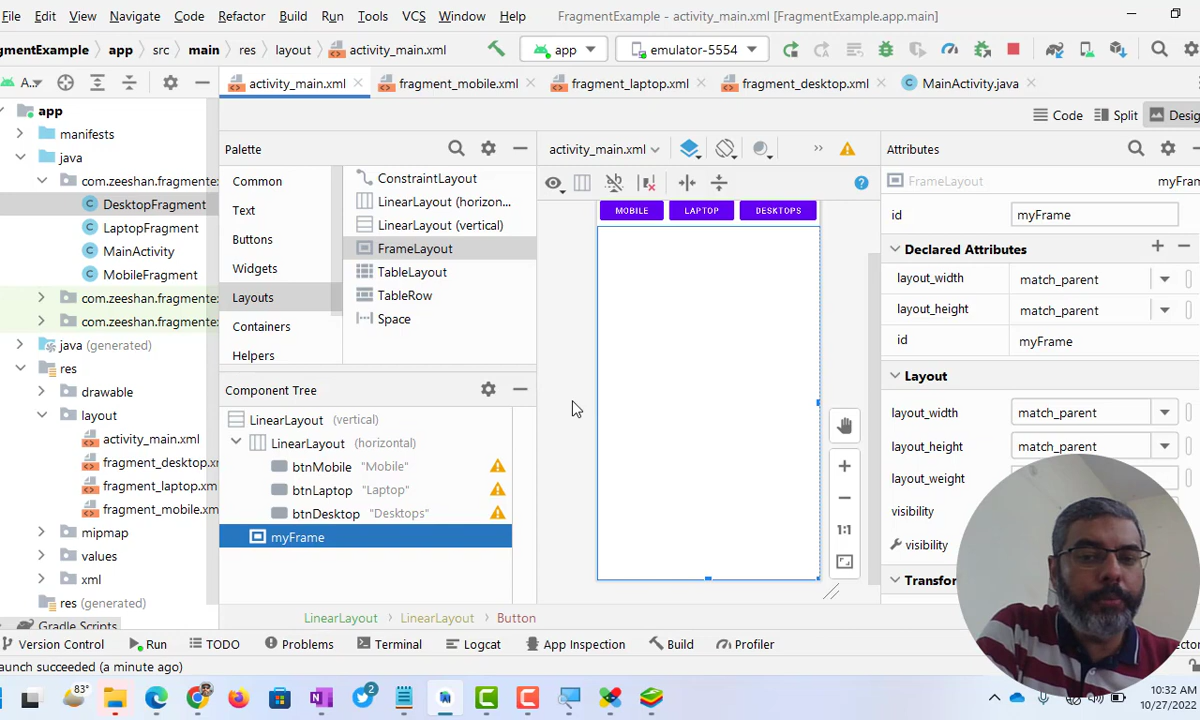 File Edit View Navigate Code Refactor Build Run Tools VCS Window Help FragmentExample - activity_main.xml [FragmentExample.app.main]
gmentExample app src main res layout activity_main.xml app emulator-5554
A... activity_main.xml fragment_mobile.xml fragment_laptop.xml fragment_desktop.xml MainActivity.java
Code Split Desig
app
manifests
java
com.zeeshan.fragmente:
DesktopFragment
LaptopFragment
MainActivity
MobileFragment
com.zeeshan.fragmente:
com.zeeshan.fragmente:
java (generated)
res
drawable
layout
activity_main.xml
fragment_desktop.x
fragment_laptop.xm
fragment_mobile.xm
mipmap
values
xml
res (generated)
Gradle Scripts
Palette
Common
Text
Buttons
Widgets
Layouts
Containers
Helpers
ConstraintLayout
LinearLayout (horizon...
LinearLayout (vertical)
FrameLayout
TableLayout
TableRow
Space
Component Tree
LinearLayout (vertical)
LinearLayout (horizontal)
btnMobile "Mobile"
btnLaptop "Laptop"
btnDesktop "Desktops"
myFrame
activity_main.xml
MOBILE LAPTOP DESKTOPS
1:1
Attributes
FrameLayout myFram
id myFrame
Declared Attributes
layout_width match_parent
layout_height match_parent
id myFrame
Layout
layout_width match_parent
layout_height match_parent
layout_weight
visibility
visibility
Transfor
LinearLayout LinearLayout Button
Version Control Run TODO Problems Terminal Logcat App Inspection Build Profiler
aunch succeeded (a minute ago)
83° 2 10:32 AM
10/27/2022